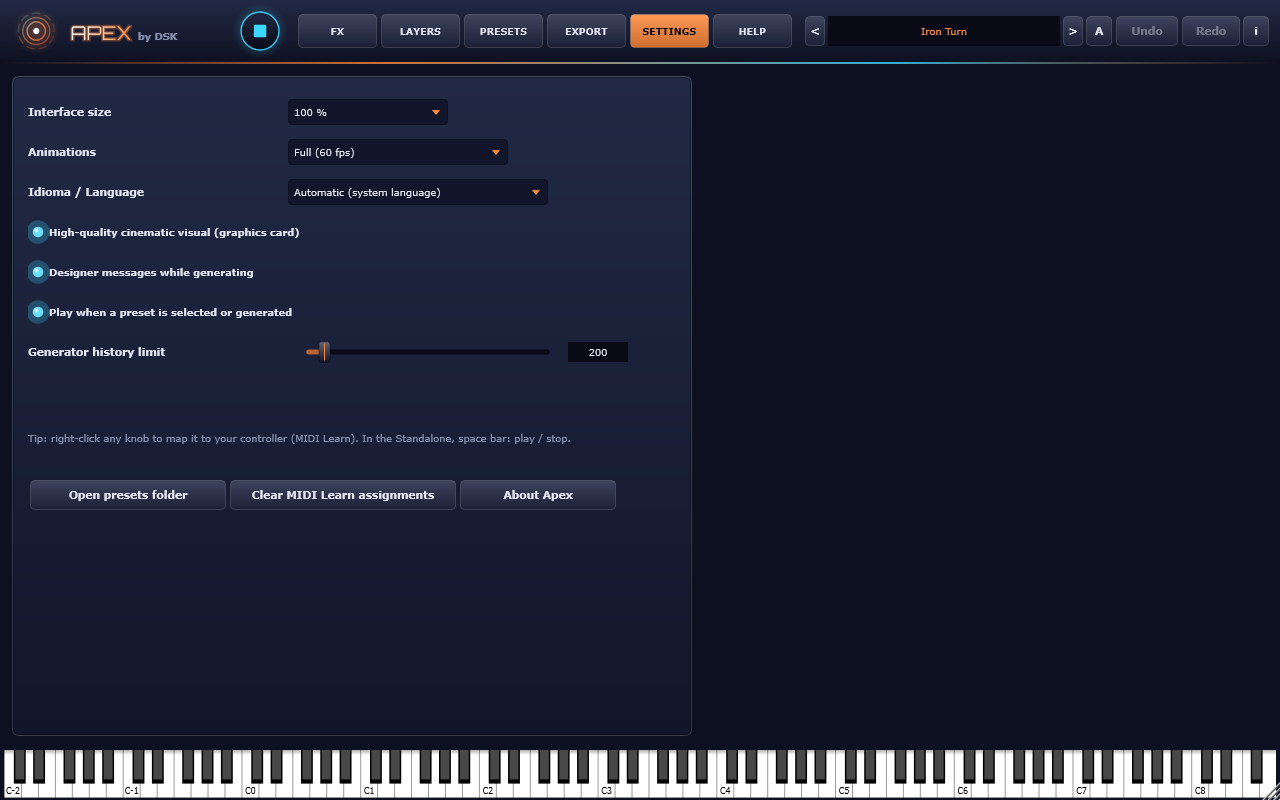 APEX by DSK
FX
LAYERS
PRESETS
EXPORT
SETTINGS
HELP
<
Iron Turn
>
A
Undo
Redo
i
Interface size
100 %
Animations
Full (60 fps)
Idioma / Language
Automatic (system language)
High-quality cinematic visual (graphics card)
Designer messages while generating
Play when a preset is selected or generated
Generator history limit
200
Tip: right-click any knob to map it to your controller (MIDI Learn). In the Standalone, space bar: play / stop.
Open presets folder
Clear MIDI Learn assignments
About Apex
C-2
C-1
C0
C1
C2
C3
C4
C5
C6
C7
C8